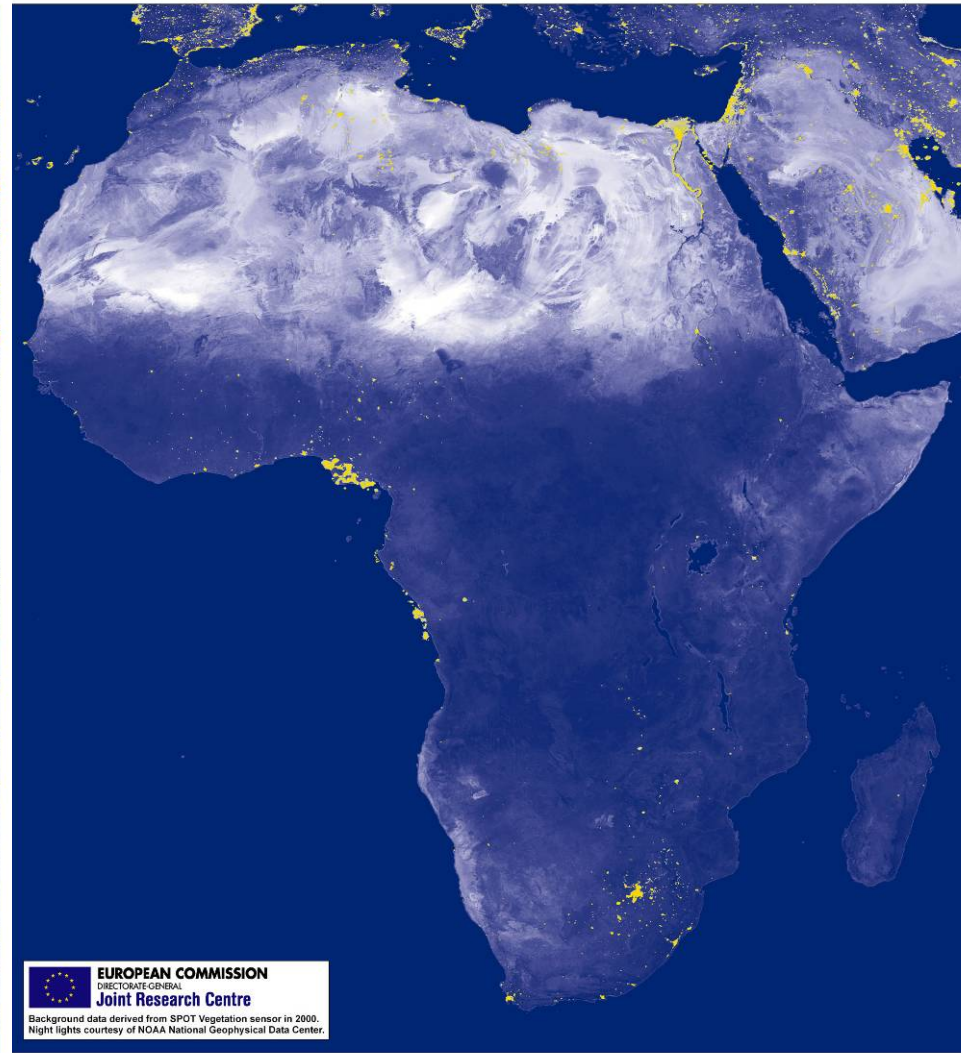 EUROPEAN COMMISSION
DIRECTORATE-GENERAL
Joint Research Centre
Background data derived from SPOT Vegetation sensor in 2000.
Night lights courtesy of NOAA National Geophysical Data Center.